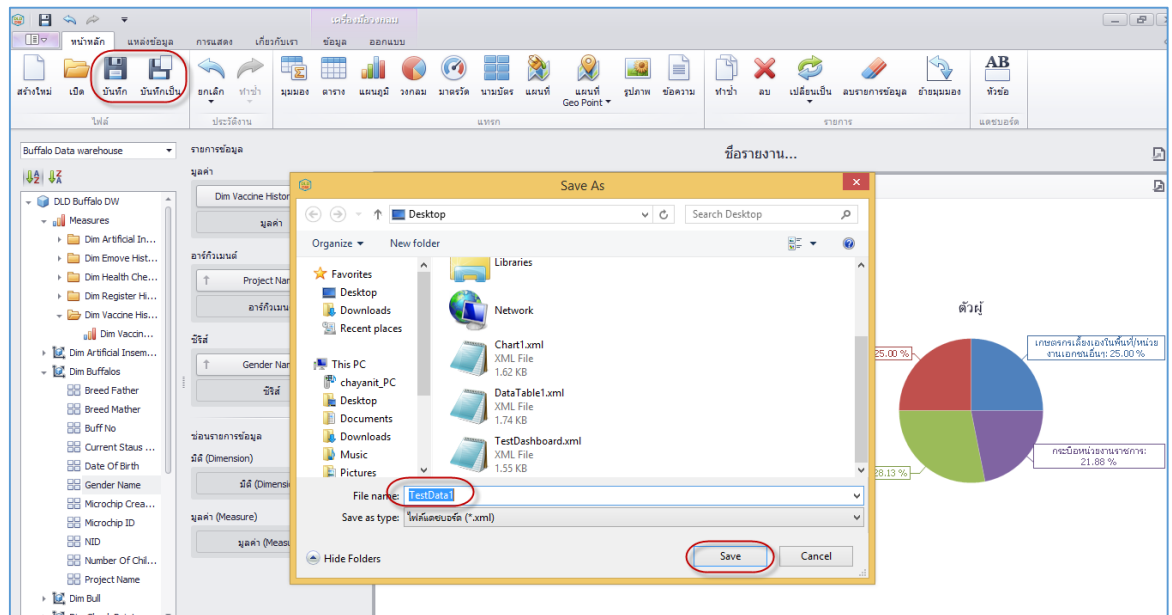 เครื่องมือวงกลม
หน้าหลัก แหล่งข้อมูล การแสดง เกี่ยวกับเรา ข้อมูล ออกแบบ
สร้างใหม่ เปิด บันทึก บันทึกเป็น ยกเลิก ทำซ้ำ มุมมอง ตาราง แผนภูมิ วงกลม มาตรวัด นามบัตร แผนที่ แผนที่ Geo Point รูปภาพ ข้อความ ทำซ้ำ ลบ เปลี่ยนเป็น ลบรายการข้อมูล ย้ายมุมมอง AB หัวข้อ
ไฟล์ ประวัติงาน แทรก รายการ แดชบอร์ด
Buffalo Data warehouse
DLD Buffalo DW
Measures
Dim Artificial In...
Dim Emove Hist...
Dim Health Che...
Dim Register Hi...
Dim Vaccine His...
Dim Vaccin...
Dim Artificial Insem...
Dim Buffalos
Breed Father
Breed Mather
Buff No
Current Staus ...
Date Of Birth
Gender Name
Microchip Crea...
Microchip ID
NID
Number Of Chil...
Project Name
Dim Bull
รายการข้อมูล
มูลค่า
Dim Vaccine Histor
มูลค่า
อาร์กิวเมนต์
Project Nar
อาร์กิวเมน
ซีรีส์
Gender Nar
ซีรีส์
ซ่อนรายการข้อมูล
มิติ (Dimension)
มิติ (Dimensi
มูลค่า (Measure)
มูลค่า (Measu
ชื่อรายงาน...
Save As
Desktop
Search Desktop
Organize New folder
Favorites
Desktop
Downloads
Recent places
This PC
chayanit_PC
Desktop
Documents
Downloads
Music
Pictures
Libraries
Network
Chart1.xml
XML File
1.62 KB
DataTable1.xml
XML File
1.74 KB
TestDashboard.xml
XML File
1.55 KB
File name: TestData1
Save as type: ไฟล์แดชบอร์ด (*.xml)
Hide Folders
Save Cancel
ตัวผู้
25.00 %
เกษตรกรเลี้ยงเองในพื้นที่/หน่วย
งานเอกชนอื่นๆ: 25.00 %
กระบือหน่วยงานราชการ:
21.88 %
28.13 %